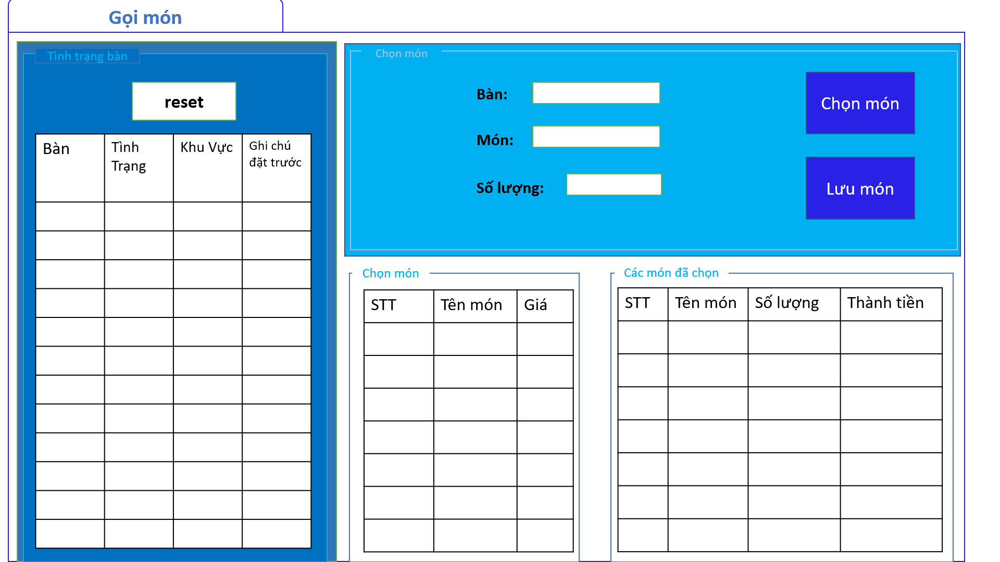 Gọi món
Tình trạng bàn
reset
Bàn
Tình
Trạng
Khu Vực
Ghi chú
đặt trước
Chọn món
Bàn:
Món:
Số lượng:
Chọn món
Lưu món
Chọn món
STT
Tên món
Giá
Các món đã chọn
STT
Tên món
Số lượng
Thành tiền